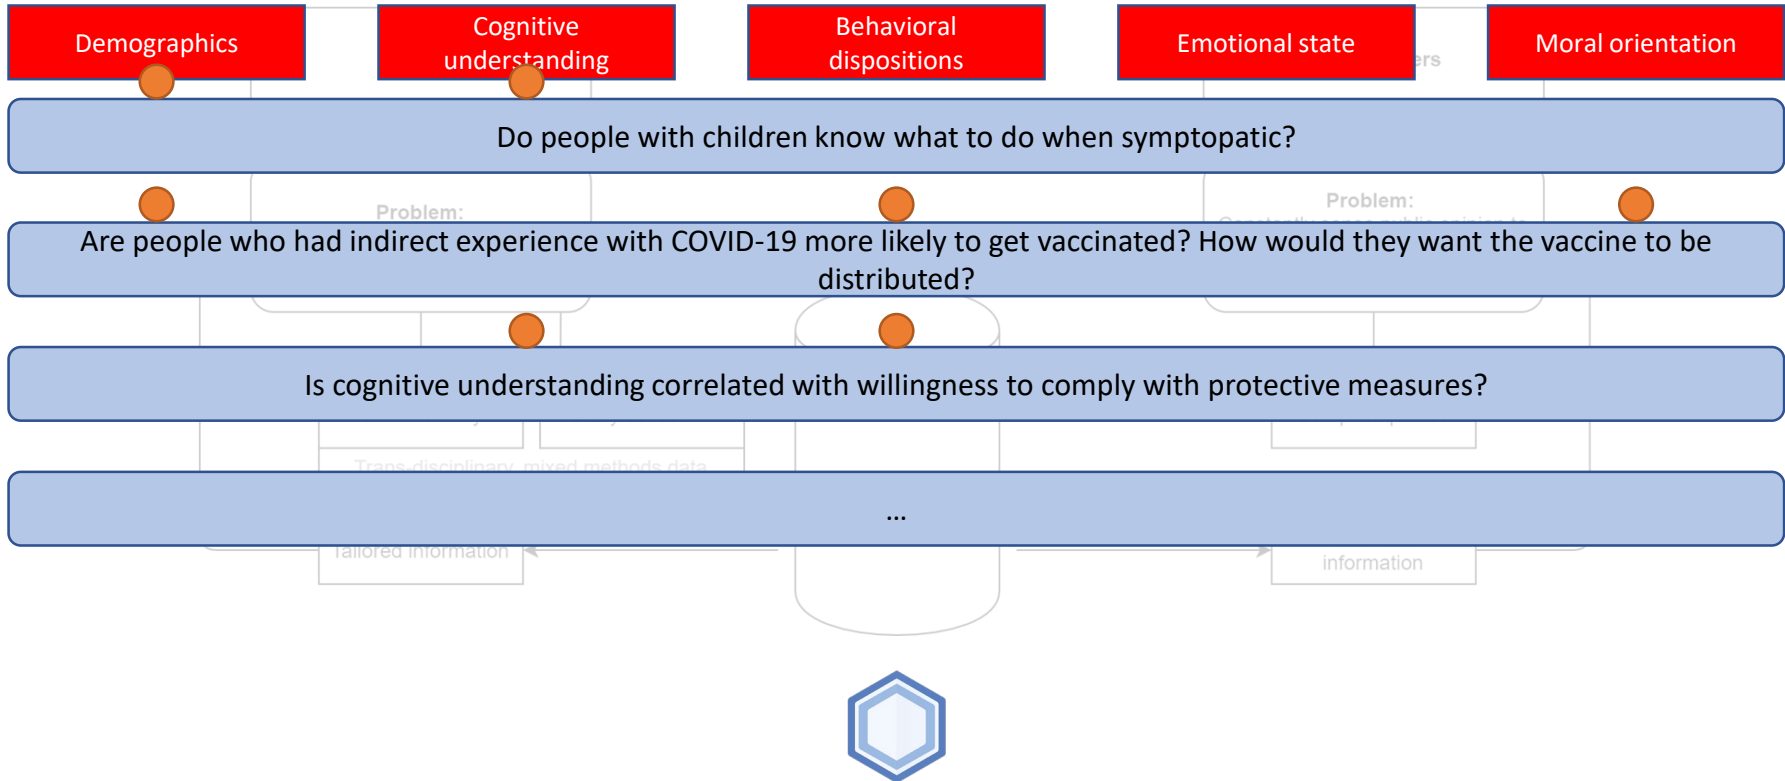 Demographics
Cognitive
understanding
Behavioral
dispositions
Emotional state
Moral orientation
ers
Do people with children know what to do when symptopatic?
Problem:
Problem:
Are people who had indirect experience with COVID-19 more likely to get vaccinated? How would they want the vaccine to be
distributed?
Is cognitive understanding correlated with willingness to comply with protective measures?
Trans-disciplinary, mixed methods data
...
Tailored information
information